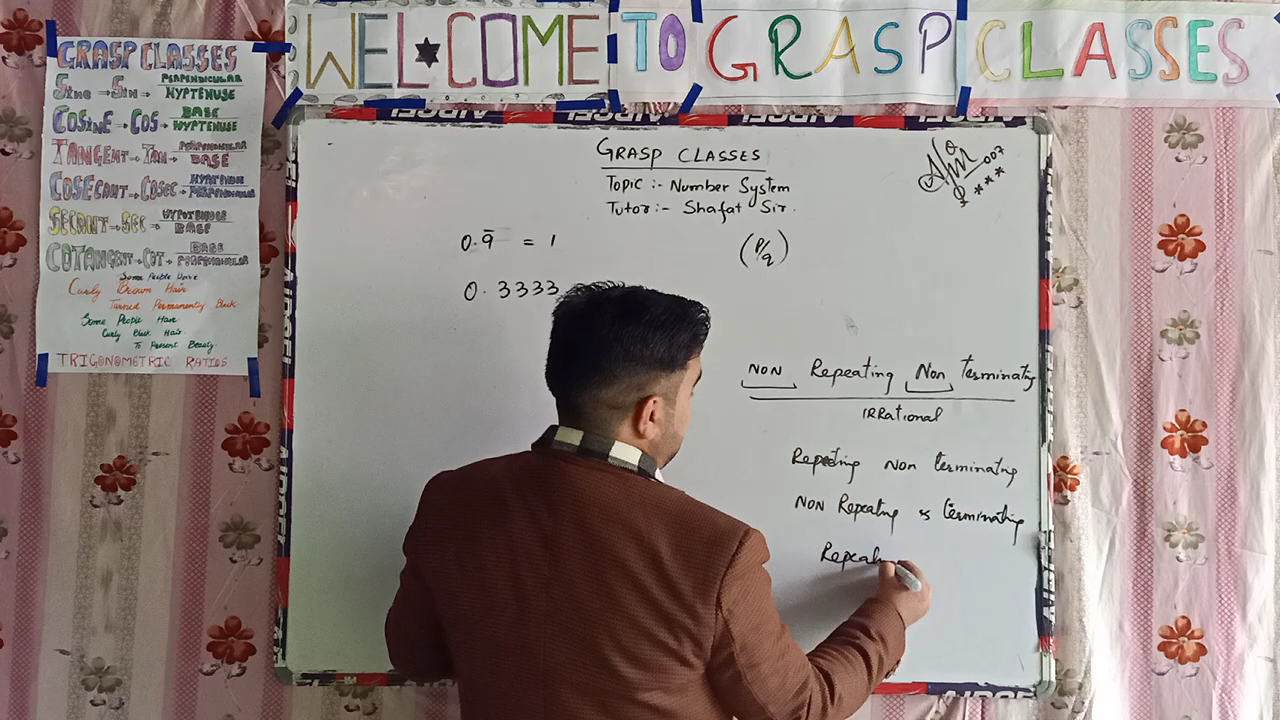 WELCOME TO GRASP CLASSES
GRASP CLASSES
Sine → Sin → PERPENDICULAR
HYPTENUSE
COSINE → COS → BASE
HYPTENUSE
TANGENT → TAN → PERPENDICULAR
BASE
COSECANT → COSEC → HYPTENUSE
PERPENDICULAR
SECANT → SEC → HYPOTENUSE
BASE
COTANGENT → COT → BASE
PERPENDICULAR
Some People Have
Curly Brown Hair
Turned Permanently Black
Some People Have
Curly Black Hair
To Present Beauty
TRIGONOMETRIC RATIOS
GRASP CLASSES
Topic :- Number System
Tutor :- Shafat Sir.
-007
***
0.9̄ = 1
(P/q)
0.3333
NON Repeating Non terminating
IRRational
Repeating Non terminating
NON Repeating & terminating
Repeat